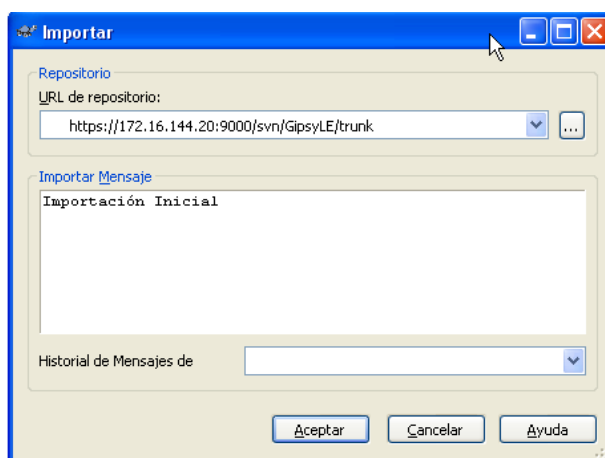 Importar
Repositorio
URL de repositorio:
https://172.16.144.20:9000/svn/GipsyLE/trunk
...
Importar Mensaje
Importación Inicial
Historial de Mensajes de
Aceptar
Cancelar
Ayuda